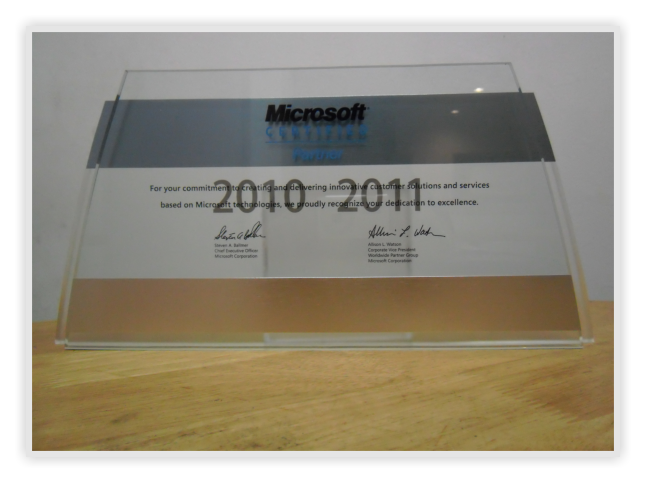 Microsoft
CERTIFIED
Partner
For your commitment to creating and delivering innovative customer solutions and services
2010 - 2011
based on Microsoft technologies, we proudly recognize your dedication to excellence.
Steven A. Ballmer
Chief Executive Officer
Microsoft Corporation
Allison L. Watson
Corporate Vice President
Worldwide Partner Group
Microsoft Corporation